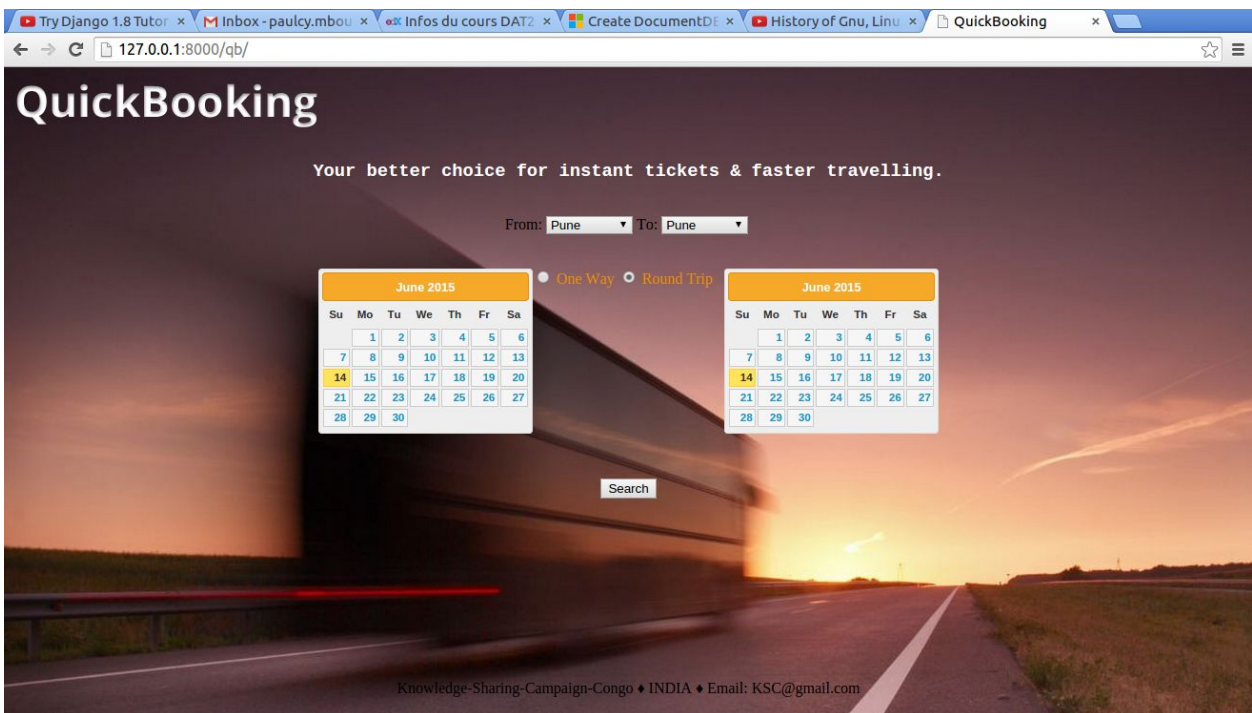 Try Django 1.8 Tutor × Inbox - paulcy.mbou × Infos du cours DAT2 × Create DocumentDB × History of Gnu, Linu × QuickBooking ×
127.0.0.1:8000/qb/
QuickBooking
Your better choice for instant tickets & faster travelling.
From: Pune To: Pune
One Way Round Trip
June 2015
Su Mo Tu We Th Fr Sa
1 2 3 4 5 6
7 8 9 10 11 12 13
14 15 16 17 18 19 20
21 22 23 24 25 26 27
28 29 30
June 2015
Su Mo Tu We Th Fr Sa
1 2 3 4 5 6
7 8 9 10 11 12 13
14 15 16 17 18 19 20
21 22 23 24 25 26 27
28 29 30
Search
Knowledge-Sharing-Campaign-Congo ♦ INDIA ♦ Email: KSC@gmail.com